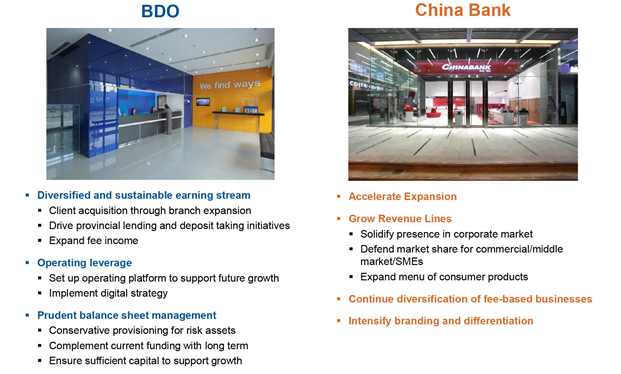 BDO
We find ways
▪ Diversified and sustainable earning stream
▪ Client acquisition through branch expansion
▪ Drive provincial lending and deposit taking initiatives
▪ Expand fee income
▪ Operating leverage
▪ Set up operating platform to support future growth
▪ Implement digital strategy
▪ Prudent balance sheet management
▪ Conservative provisioning for risk assets
▪ Complement current funding with long term
▪ Ensure sufficient capital to support growth
China Bank
CHINABANK
▪ Accelerate Expansion
▪ Grow Revenue Lines
▪ Solidify presence in corporate market
▪ Defend market share for commercial/middle
market/SMEs
▪ Expand menu of consumer products
▪ Continue diversification of fee-based businesses
▪ Intensify branding and differentiation